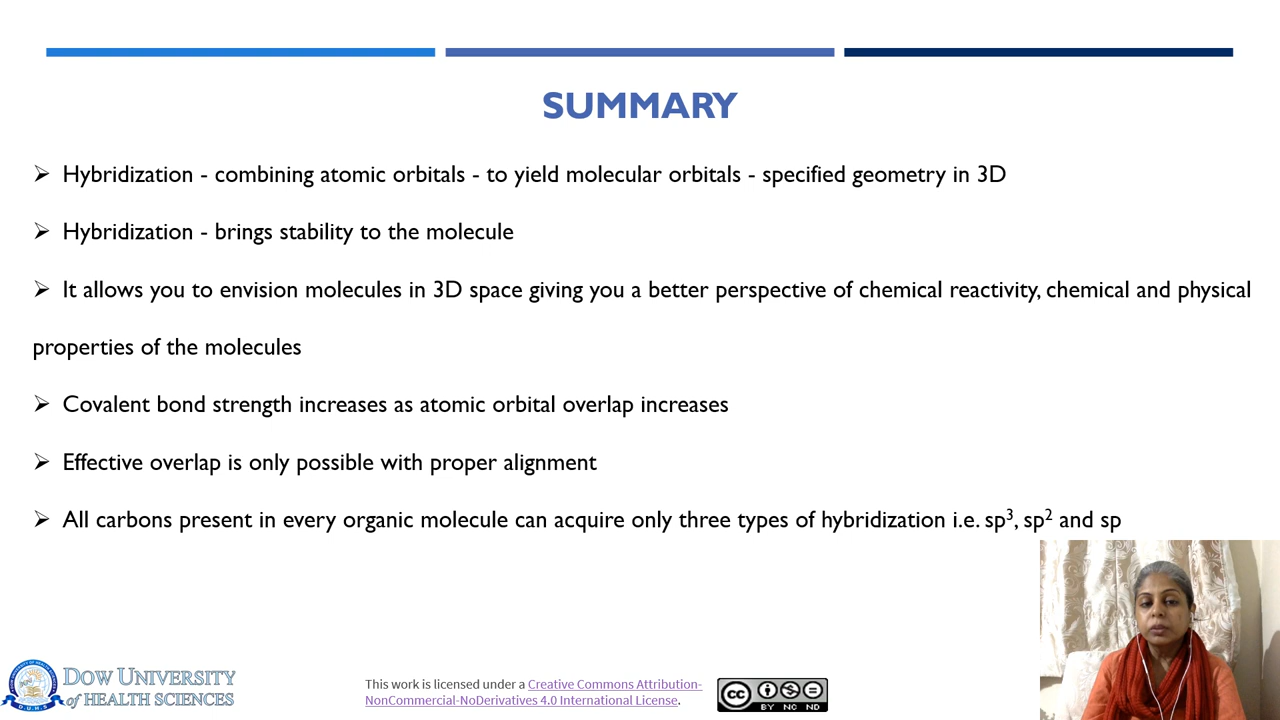 SUMMARY
➢ Hybridization - combining atomic orbitals - to yield molecular orbitals - specified geometry in 3D
➢ Hybridization - brings stability to the molecule
➢ It allows you to envision molecules in 3D space giving you a better perspective of chemical reactivity, chemical and physical
properties of the molecules
➢ Covalent bond strength increases as atomic orbital overlap increases
➢ Effective overlap is only possible with proper alignment
➢ All carbons present in every organic molecule can acquire only three types of hybridization i.e. sp³, sp² and sp
DOW UNIVERSITY
of HEALTH SCIENCES
This work is licensed under a Creative Commons Attribution-
NonCommercial-NoDerivatives 4.0 International License.
cc
BY NC ND